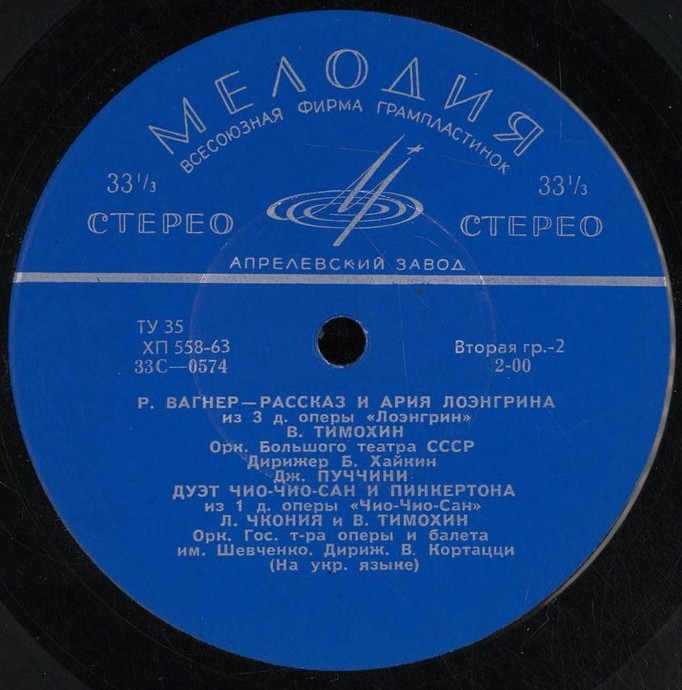 МЕЛОДИЯ
ВСЕСОЮЗНАЯ ФИРМА ГРАМПЛАСТИНОК
33⅓ 33⅓
СТЕРЕО СТЕРЕО
АПРЕЛЕВСКИЙ ЗАВОД
ТУ 35
ХП 558-63 Вторая гр.-2
33С—0574 2-00
Р. ВАГНЕР—РАССКАЗ И АРИЯ ЛОЭНГРИНА
из 3 д. оперы «Лоэнгрин»
В. ТИМОХИН
Орк. Большого театра СССР
Дирижер Б. Хайкин
Дж. ПУЧЧИНИ
ДУЭТ ЧИО-ЧИО-САН И ПИНКЕРТОНА
из 1 д. оперы «Чио-Чио-Сан»
Л. ЧКОНИЯ и В. ТИМОХИН
Орк. Гос. т-ра оперы и балета
им. Шевченко. Дириж. В. Кортацци
(На укр. языке)